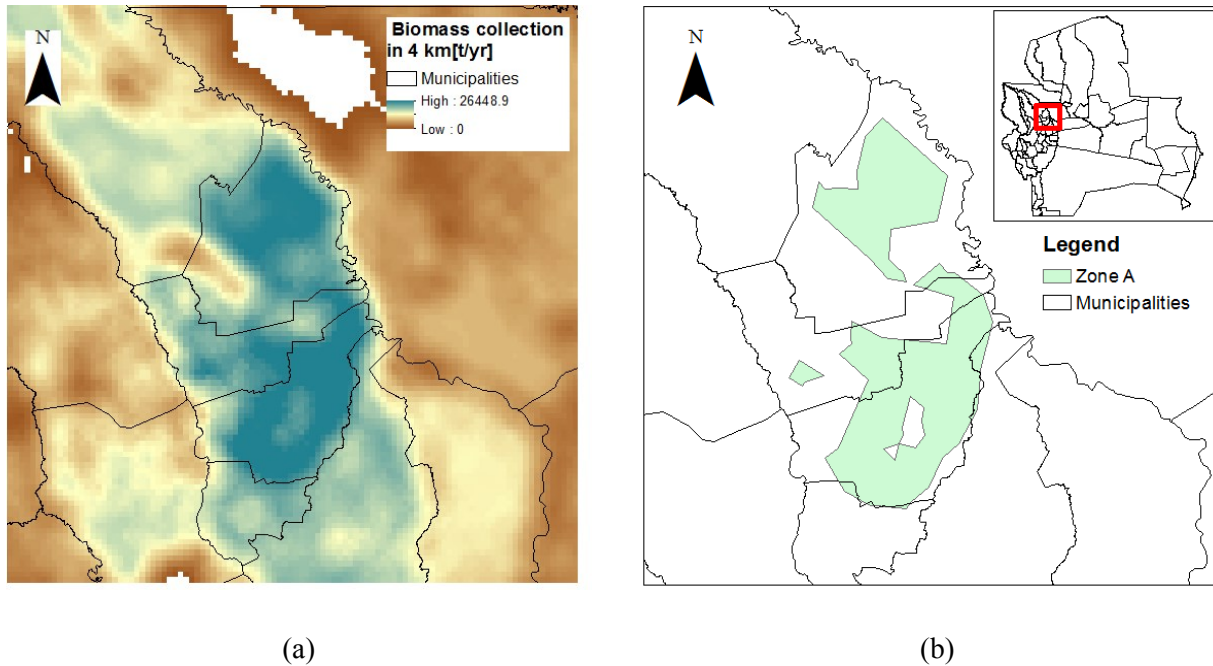 N
Biomass collection
in 4 km[t/yr)
Municipalities
High : 26448.9
Low : 0
N
Legend
Zone A
Municipalities
(a)
(b)